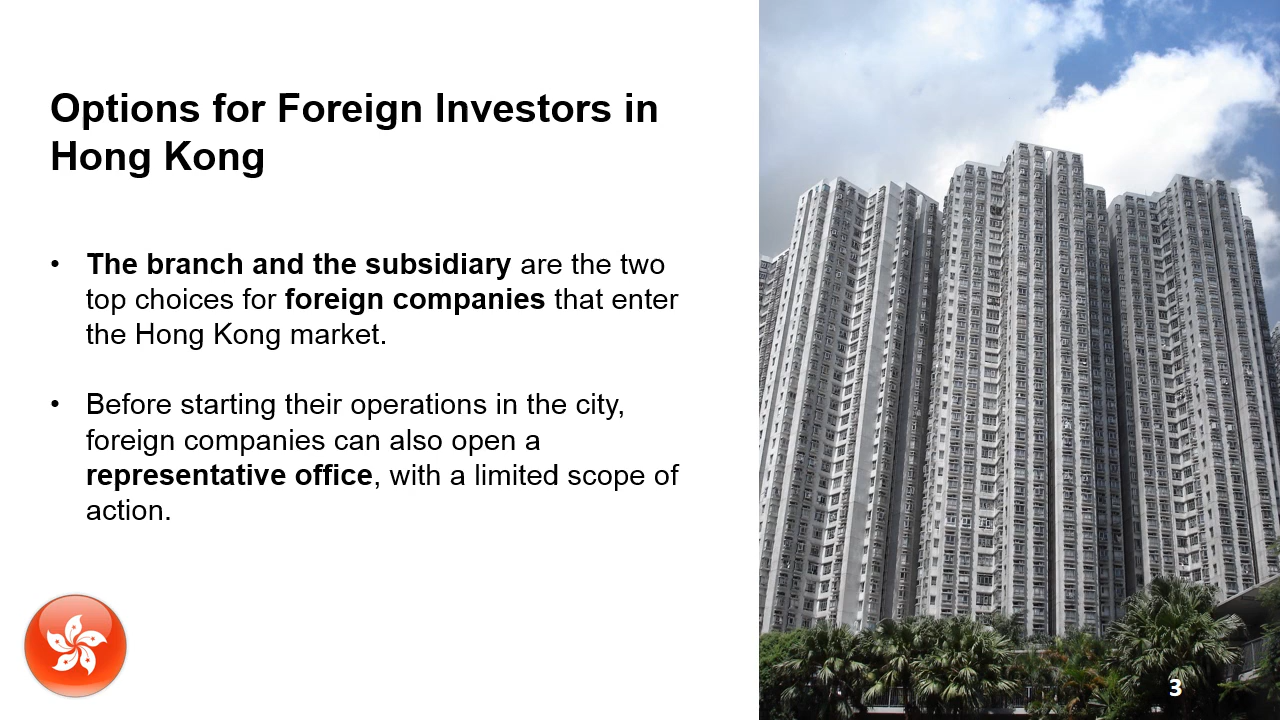 Options for Foreign Investors in
Hong Kong
• The branch and the subsidiary are the two
top choices for foreign companies that enter
the Hong Kong market.
• Before starting their operations in the city,
foreign companies can also open a
representative office, with a limited scope of
action.
3